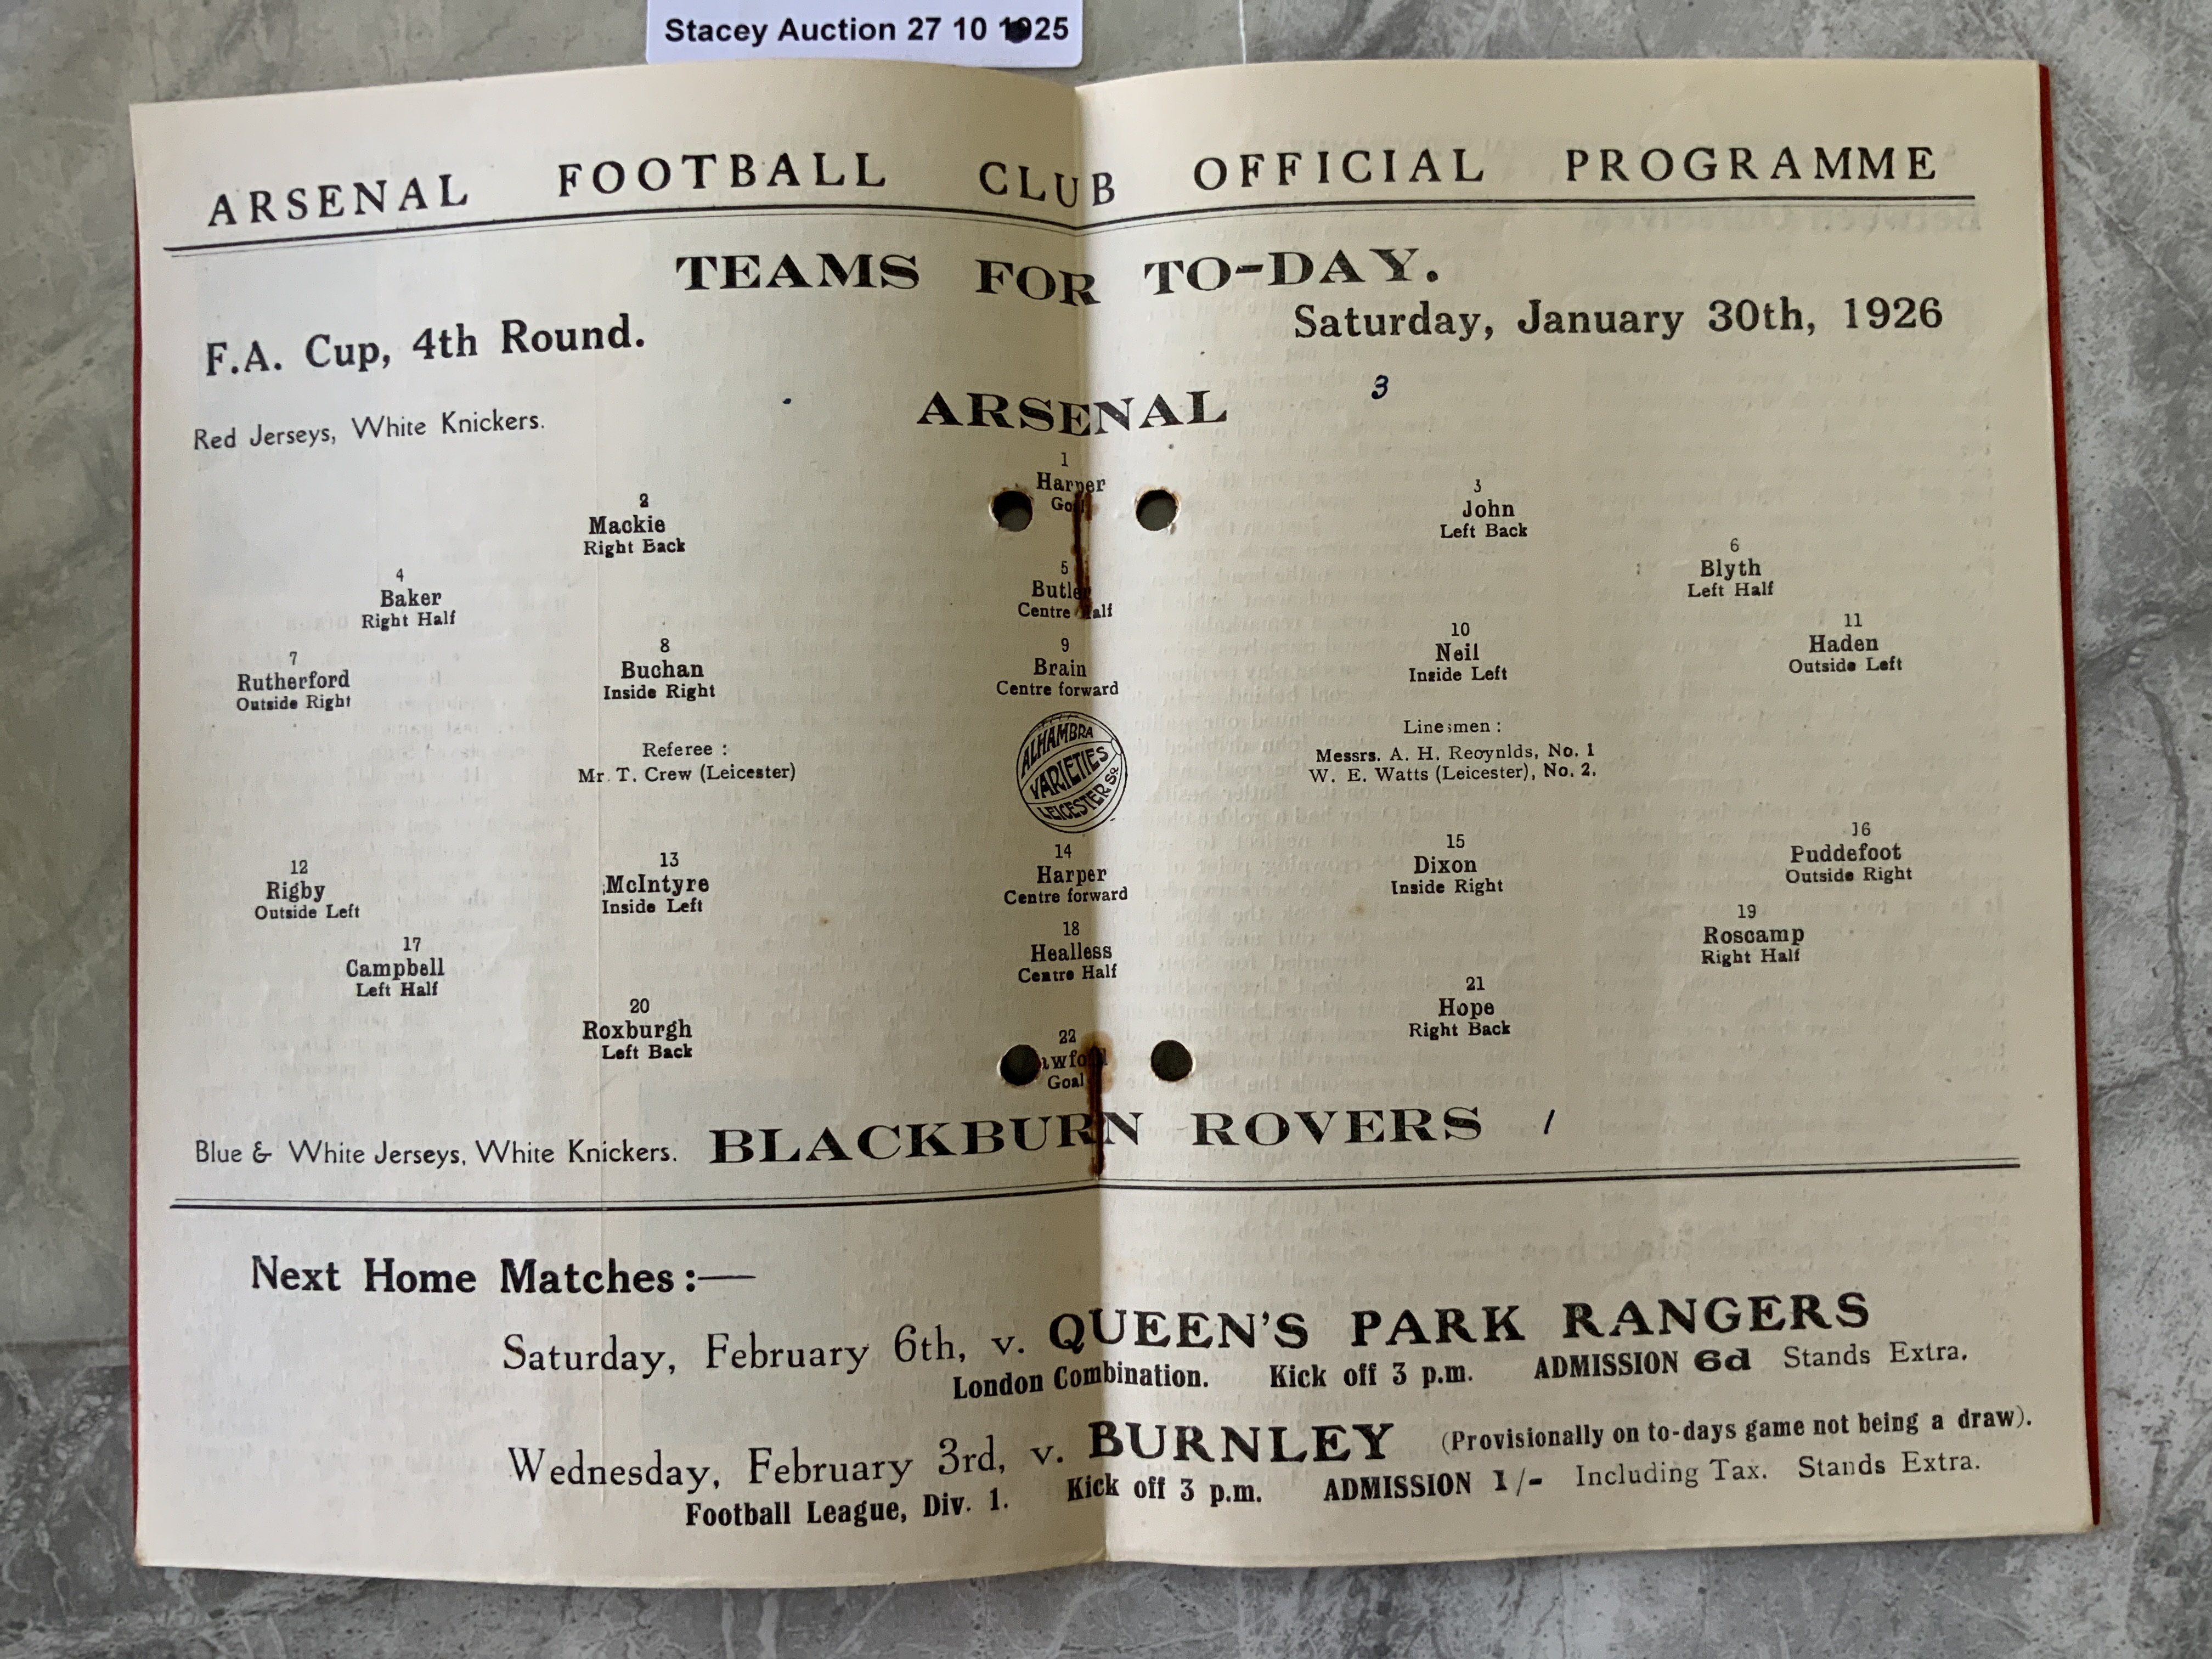 Stacey Auction 27 10 1925
ARSENAL FOOTBALL CLUB OFFICIAL PROGRAMME
TEAMS FOR TO-DAY.
F.A. Cup, 4th Round.
Saturday, January 30th, 1926
ARSENAL 3
Red Jerseys, White Knickers.
1
Harper
Goal
2
Mackie
Right Back
3
John
Left Back
4
Baker
Right Half
5
Butler
Centre Half
6
Blyth
Left Half
7
Rutherford
Outside Right
8
Buchan
Inside Right
9
Brain
Centre forward
10
Neil
Inside Left
11
Haden
Outside Left
Referee :
Mr. T. Crew (Leicester)
ALHAMBRA
VARIETIES
LEICESTER SQ
Linesmen :
Messrs. A. H. Reoynlds, No. 1
W. E. Watts (Leicester), No. 2.
12
Rigby
Outside Left
13
McIntyre
Inside Left
14
Harper
Centre forward
15
Dixon
Inside Right
16
Puddefoot
Outside Right
17
Campbell
Left Half
18
Healless
Centre Half
19
Roscamp
Right Half
20
Roxburgh
Left Back
21
Hope
Right Back
22
Goal
Blue & White Jerseys, White Knickers. BLACKBURN ROVERS 1
Next Home Matches:—
Saturday, February 6th, v. QUEEN'S PARK RANGERS
London Combination. Kick off 3 p.m. ADMISSION 6d Stands Extra.
Wednesday, February 3rd, v. BURNLEY (Provisionally on to-days game not being a draw).
Football League, Div. 1. Kick off 3 p.m. ADMISSION 1/- Including Tax. Stands Extra.